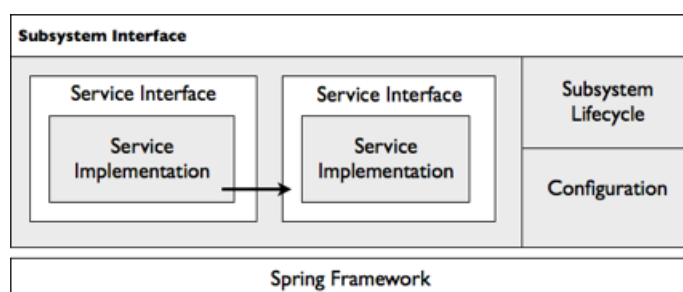 Subsystem Interface
Service Interface
Service
Implementation
Service Interface
Service
Implementation
Subsystem
Lifecycle
Configuration
Spring Framework